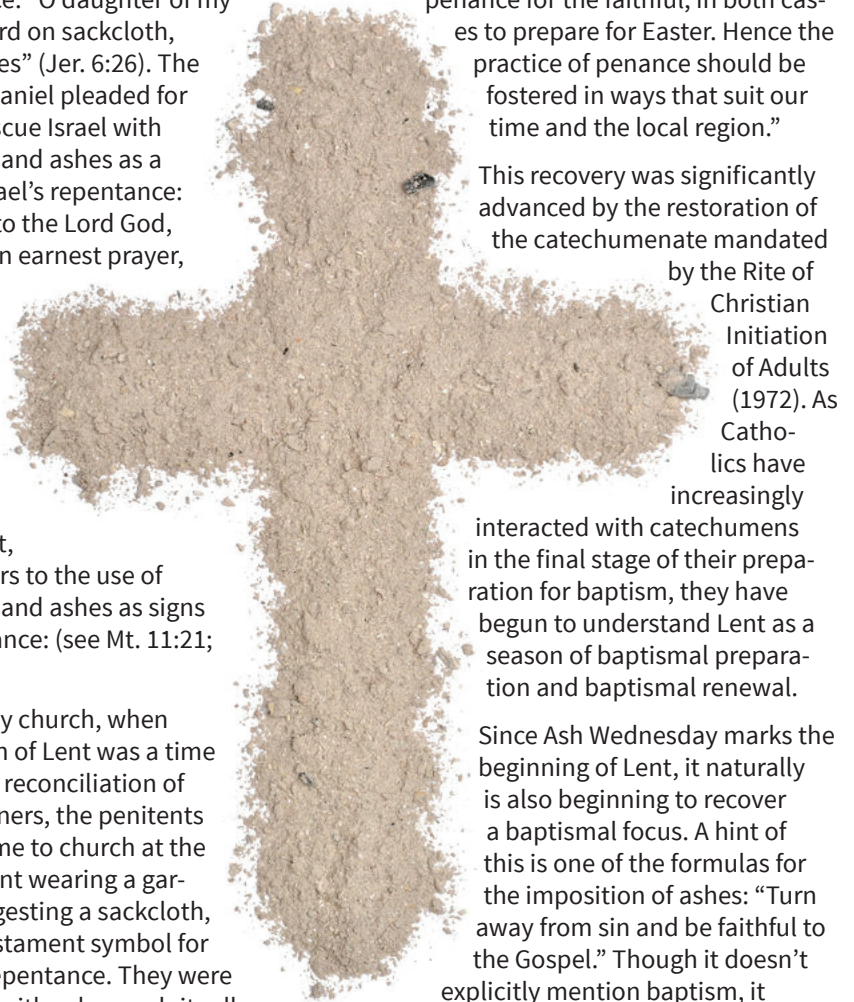 O daughter of my
rd on sackcloth,
es” (Jer. 6:26). The
aniel pleaded for
scue Israel with
and ashes as a
ael’s repentance:
to the Lord God,
n earnest prayer,
t,
rs to the use of
and ashes as signs
ance: (see Mt. 11:21;
y church, when
n of Lent was a time
reconciliation of
ners, the penitents
me to church at the
nt wearing a gar-
gesting a sackcloth,
stament symbol for
epentance. They were
penance for the faithful, in both cas-
es to prepare for Easter. Hence the
practice of penance should be
fostered in ways that suit our
time and the local region.”
This recovery was significantly
advanced by the restoration of
the catechumenate mandated
by the Rite of
Christian
Initiation
of Adults
(1972). As
Catho-
lics have
increasingly
interacted with catechumens
in the final stage of their prepa-
ration for baptism, they have
begun to understand Lent as a
season of baptismal prepara-
tion and baptismal renewal.
Since Ash Wednesday marks the
beginning of Lent, it naturally
is also beginning to recover
a baptismal focus. A hint of
this is one of the formulas for
the imposition of ashes: “Turn
away from sin and be faithful to
the Gospel.” Though it doesn’t
explicitly mention baptism, it